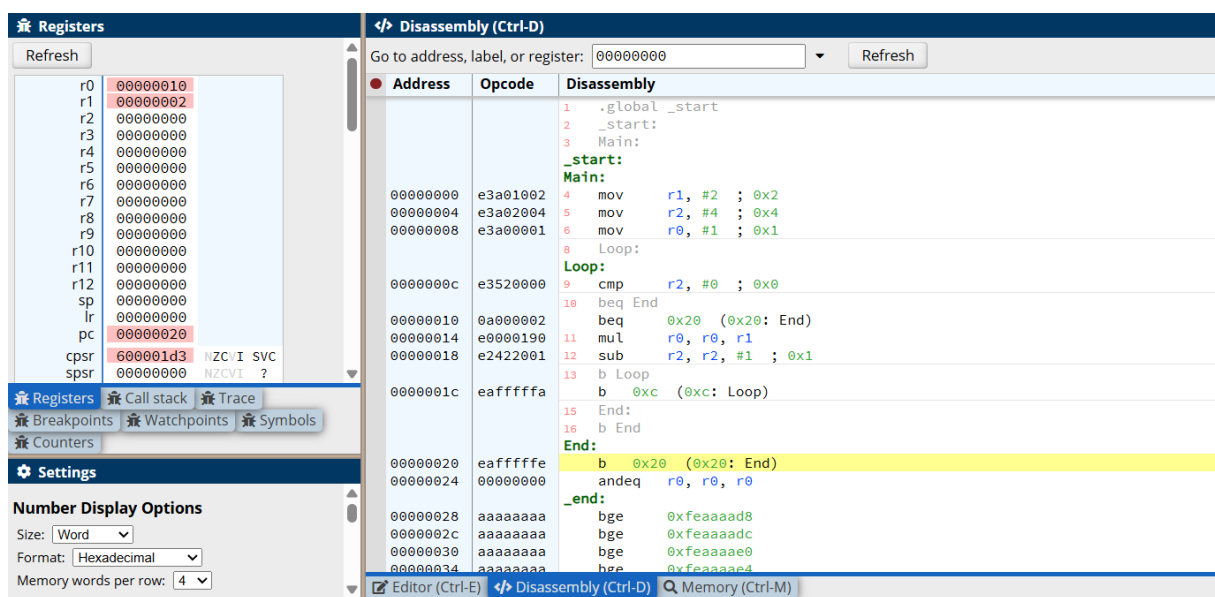 Registers
Refresh
r0 00000010
r1 00000002
r2 00000000
r3 00000000
r4 00000000
r5 00000000
r6 00000000
r7 00000000
r8 00000000
r9 00000000
r10 00000000
r11 00000000
r12 00000000
sp 00000000
lr 00000000
pc 00000020
cpsr 600001d3 NZCVI SVC
spsr 00000000 NZCVI ?
Registers Call stack Trace
Breakpoints Watchpoints Symbols
Counters
Settings
Number Display Options
Size: Word
Format: Hexadecimal
Memory words per row: 4
Disassembly (Ctrl-D)
Go to address, label, or register: 00000000 Refresh
Address Opcode Disassembly
1 .global _start
2 _start:
3 Main:
_start:
Main:
00000000 e3a01002 4 mov r1, #2 ; 0x2
00000004 e3a02004 5 mov r2, #4 ; 0x4
00000008 e3a00001 6 mov r0, #1 ; 0x1
8 Loop:
Loop:
0000000c e3520000 9 cmp r2, #0 ; 0x0
10 beq End
00000010 0a000002 beq 0x20 (0x20: End)
00000014 e0000190 11 mul r0, r0, r1
00000018 e2422001 12 sub r2, r2, #1 ; 0x1
13 b Loop
0000001c eafffffa b 0xc (0xc: Loop)
15 End:
16 b End
End:
00000020 eafffffe b 0x20 (0x20: End)
00000024 00000000 andeq r0, r0, r0
_end:
00000028 aaaaaaaa bge 0xfeaaaad8
0000002c aaaaaaaa bge 0xfeaaaadc
00000030 aaaaaaaa bge 0xfeaaaae0
00000034 aaaaaaaa bge 0xfeaaaae4
Editor (Ctrl-E) Disassembly (Ctrl-D) Memory (Ctrl-M)